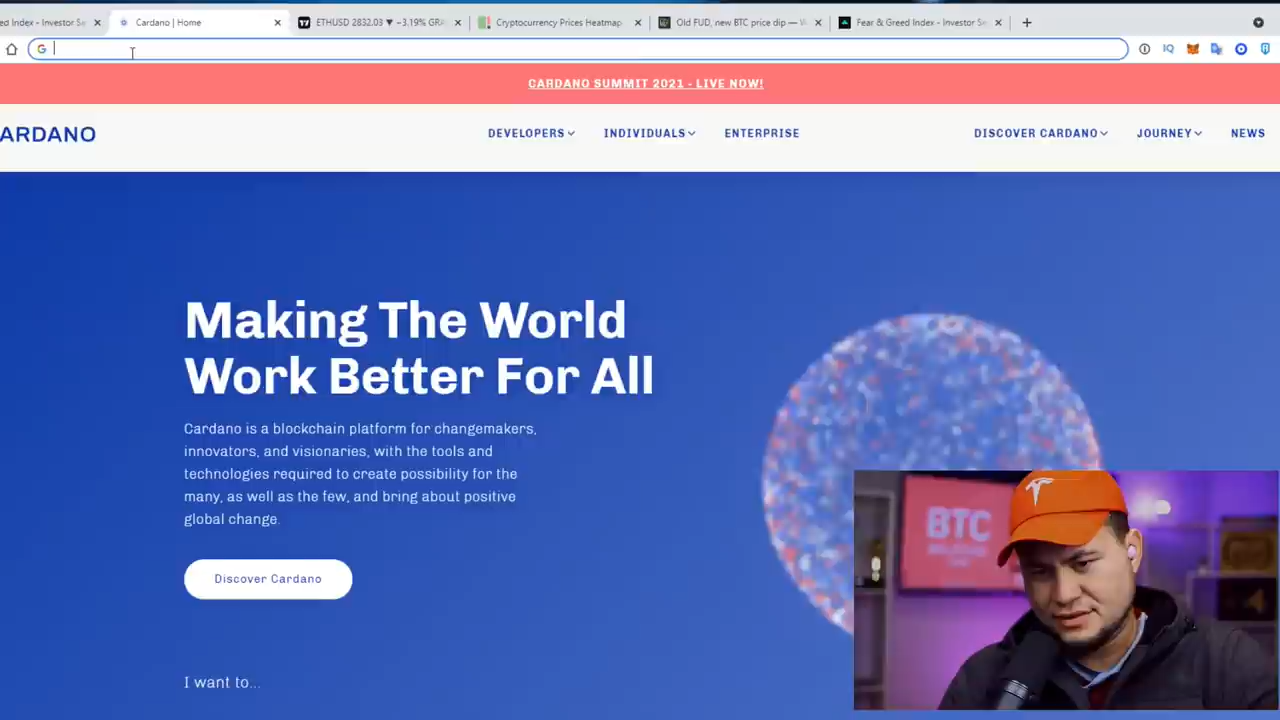 ed Index - Investor Se
Cardano | Home
ETHUSD 2832.03 ▼ −3.19% GRA
Cryptocurrency Prices Heatmap
Old FUD, new BTC price dip — W
Fear & Greed Index - Investor Se
CARDANO SUMMIT 2021 - LIVE NOW!
ARDANO
DEVELOPERS
INDIVIDUALS
ENTERPRISE
DISCOVER CARDANO
JOURNEY
NEWS
Making The World
Work Better For All
Cardano is a blockchain platform for changemakers,
innovators, and visionaries, with the tools and
technologies required to create possibility for the
many, as well as the few, and bring about positive
global change.
Discover Cardano
I want to...
BTC